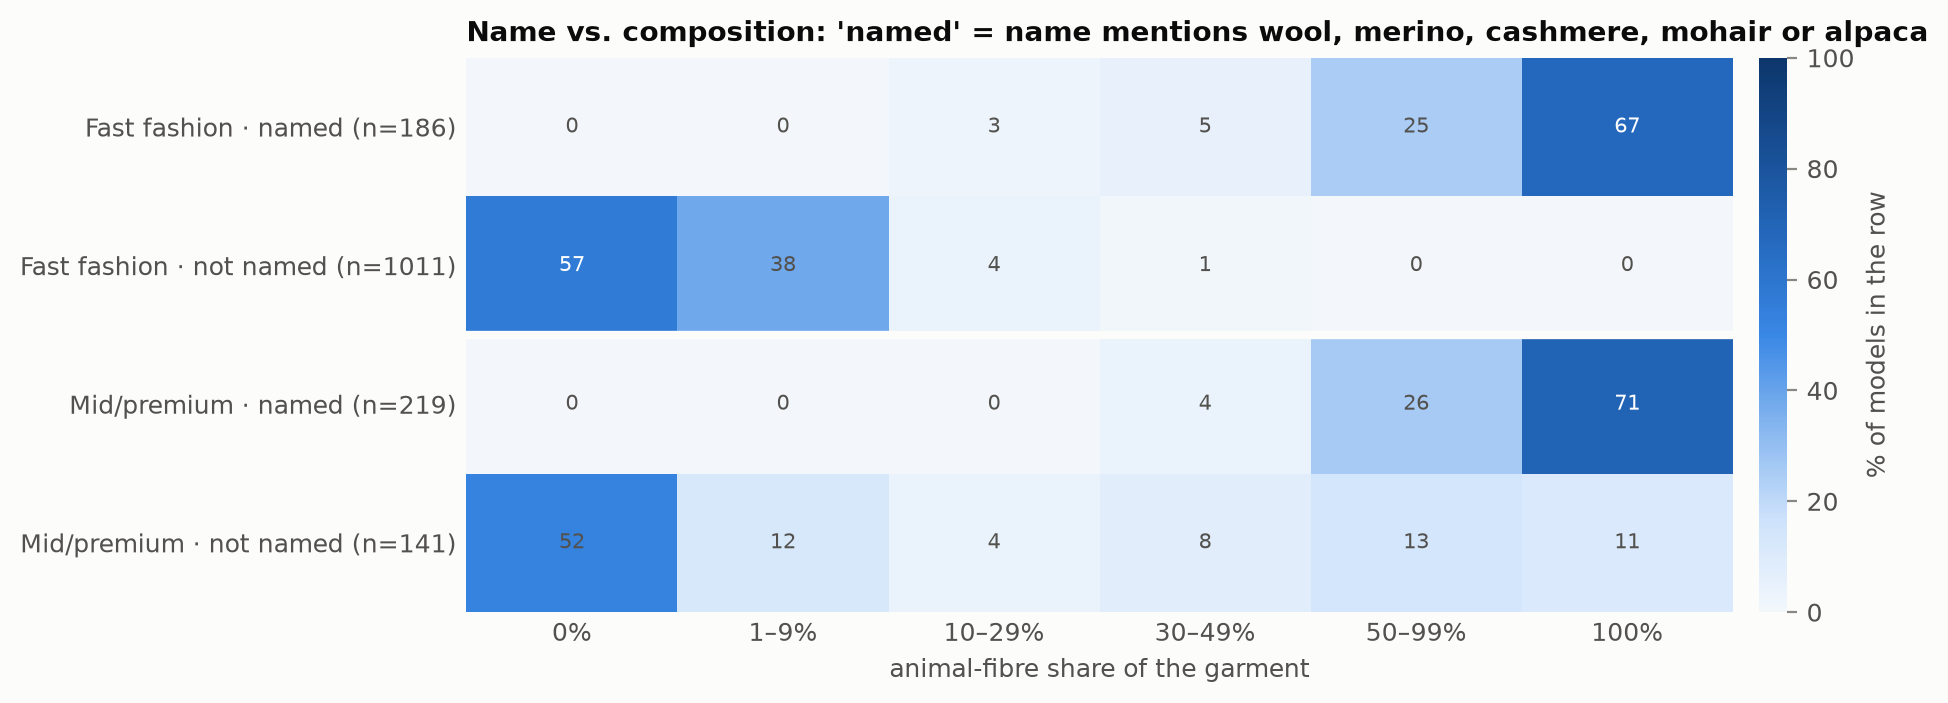 Name vs. composition: 'named' = name mentions wool, merino, cashmere, mohair or alpaca
Fast fashion · named (n=186) 0 0 3 5 25 67
Fast fashion · not named (n=1011) 57 38 4 1 0 0
Mid/premium · named (n=219) 0 0 0 4 26 71
Mid/premium · not named (n=141) 52 12 4 8 13 11
0% 1–9% 10–29% 30–49% 50–99% 100%
animal-fibre share of the garment
100
80
60
40
20
0
% of models in the row